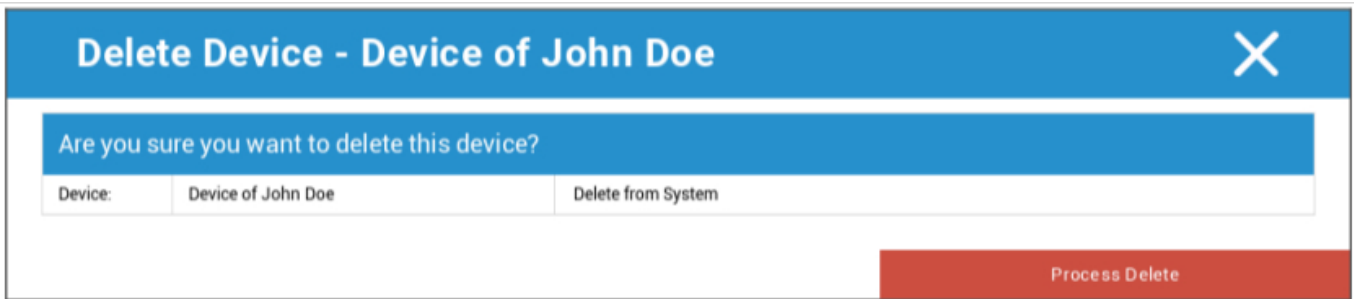 Delete Device - Device of John Doe
Are you sure you want to delete this device?
Device: Device of John Doe Delete from System
Process Delete